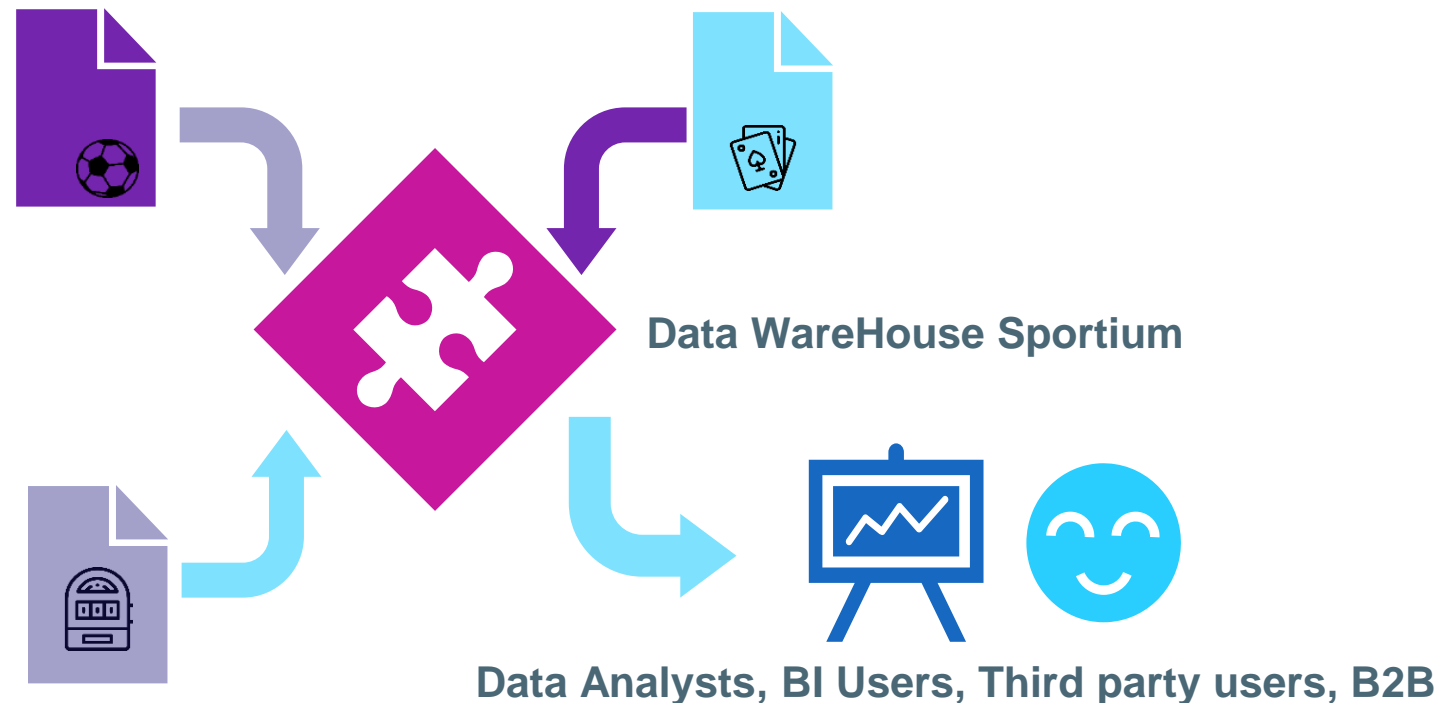 Data WareHouse Sportium
Data Analysts, BI Users, Third party users, B2B